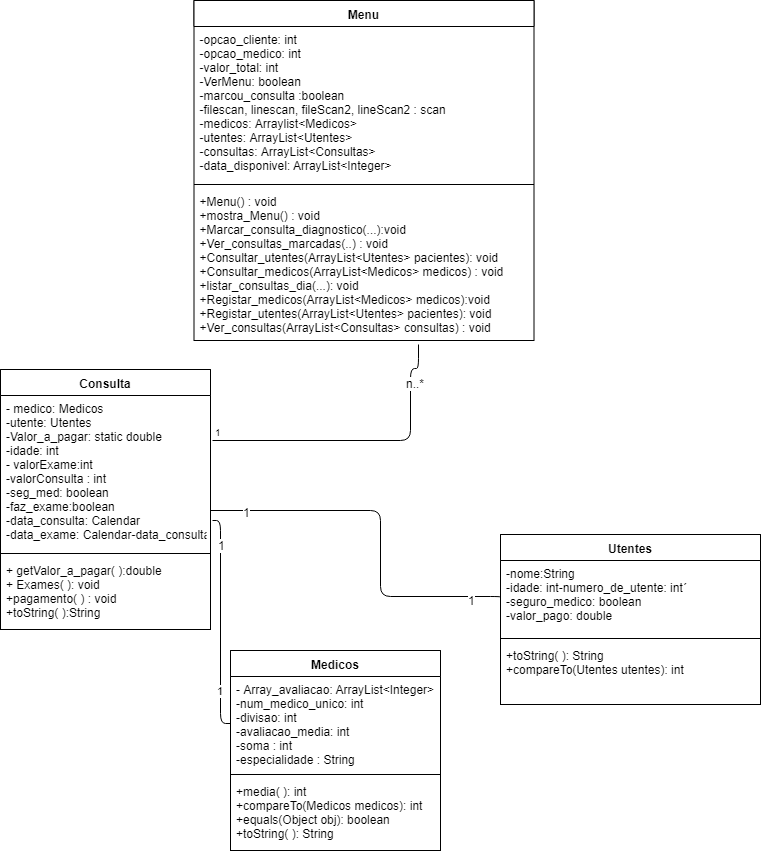 Menu
-opcao_cliente: int
-opcao_medico: int
-valor_total: int
-VerMenu: boolean
-marcou_consulta :boolean
-filescan, linescan, fileScan2, lineScan2 : scan
-medicos: Arraylist<Medicos>
-utentes: ArrayList<Utentes>
-consultas: ArrayList<Consultas>
-data_disponivel: ArrayList<Integer>
+Menu() : void
+mostra_Menu() : void
+Marcar_consulta_diagnostico(...):void
+Ver_consultas_marcadas(..) : void
+Consultar_utentes(ArrayList<Utentes> pacientes): void
+Consultar_medicos(ArrayList<Medicos> medicos) : void
+listar_consultas_dia(...): void
+Registar_medicos(ArrayList<Medicos> medicos):void
+Registar_utentes(ArrayList<Utentes> pacientes): void
+Ver_consultas(ArrayList<Consultas> consultas) : void
n..*
1
Consulta
- medico: Medicos
-utente: Utentes
-Valor_a_pagar: static double
-idade: int
- valorExame:int
-valorConsulta : int
-seg_med: boolean
-faz_exame:boolean
-data_consulta: Calendar
-data_exame: Calendar-data_consulta
+ getValor_a_pagar( ):double
+ Exames( ): void
+pagamento( ) : void
+toString( ):String
1
1
1
1
Utentes
-nome:String
-idade: int-numero_de_utente: int´
-seguro_medico: boolean
-valor_pago: double
+toString( ): String
+compareTo(Utentes utentes): int
Medicos
- Array_avaliacao: ArrayList<Integer>
-num_medico_unico: int
-divisao: int
-avaliacao_media: int
-soma : int
-especialidade : String
+media( ): int
+compareTo(Medicos medicos): int
+equals(Object obj): boolean
+toString( ): String